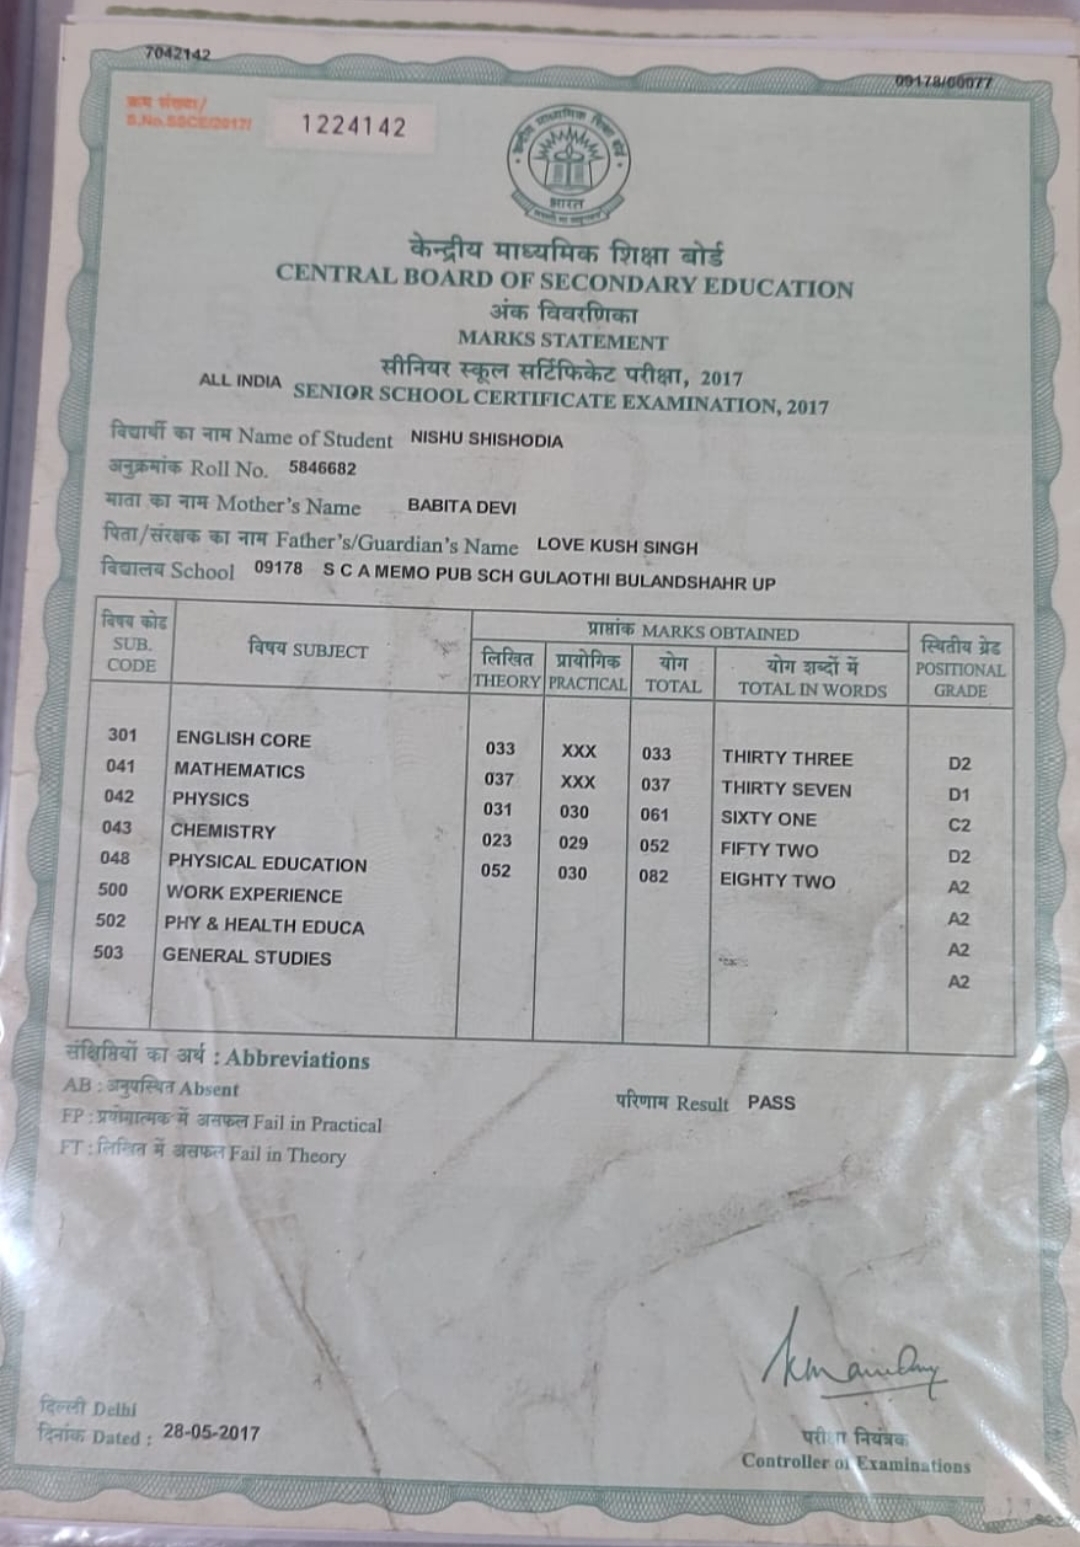 7042142
09178/00077
क्रम संख्या/
S.No.SSCE/2017/
1224142
भारत
केन्द्रीय माध्यमिक शिक्षा बोर्ड
CENTRAL BOARD OF SECONDARY EDUCATION
अंक विवरणिका
MARKS STATEMENT
सीनियर स्कूल सर्टिफिकेट परीक्षा, 2017
ALL INDIA SENIOR SCHOOL CERTIFICATE EXAMINATION, 2017
विद्यार्थी का नाम Name of Student NISHU SHISHODIA
अनुक्रमांक Roll No. 5846682
माता का नाम Mother's Name BABITA DEVI
पिता/संरक्षक का नाम Father's/Guardian's Name LOVE KUSH SINGH
विद्यालय School 09178 S C A MEMO PUB SCH GULAOTHI BULANDSHAHR UP
विषय कोड SUB. CODE विषय SUBJECT प्राप्तांक MARKS OBTAINED स्थितीय ग्रेड POSITIONAL GRADE
लिखित THEORY प्रायोगिक PRACTICAL योग TOTAL योग शब्दों में TOTAL IN WORDS
301 ENGLISH CORE 033 XXX 033 THIRTY THREE D2
041 MATHEMATICS 037 XXX 037 THIRTY SEVEN D1
042 PHYSICS 031 030 061 SIXTY ONE C2
043 CHEMISTRY 023 029 052 FIFTY TWO D2
048 PHYSICAL EDUCATION 052 030 082 EIGHTY TWO A2
500 WORK EXPERIENCE A2
502 PHY & HEALTH EDUCA A2
503 GENERAL STUDIES A2
संक्षिप्तियों का अर्थ : Abbreviations
AB : अनुपस्थित Absent
परिणाम Result PASS
FP : प्रयोगात्मक में असफल Fail in Practical
FT : लिखित में असफल Fail in Theory
दिल्ली Delhi
दिनांक Dated : 28-05-2017
परीक्षा नियंत्रक
Controller of Examinations